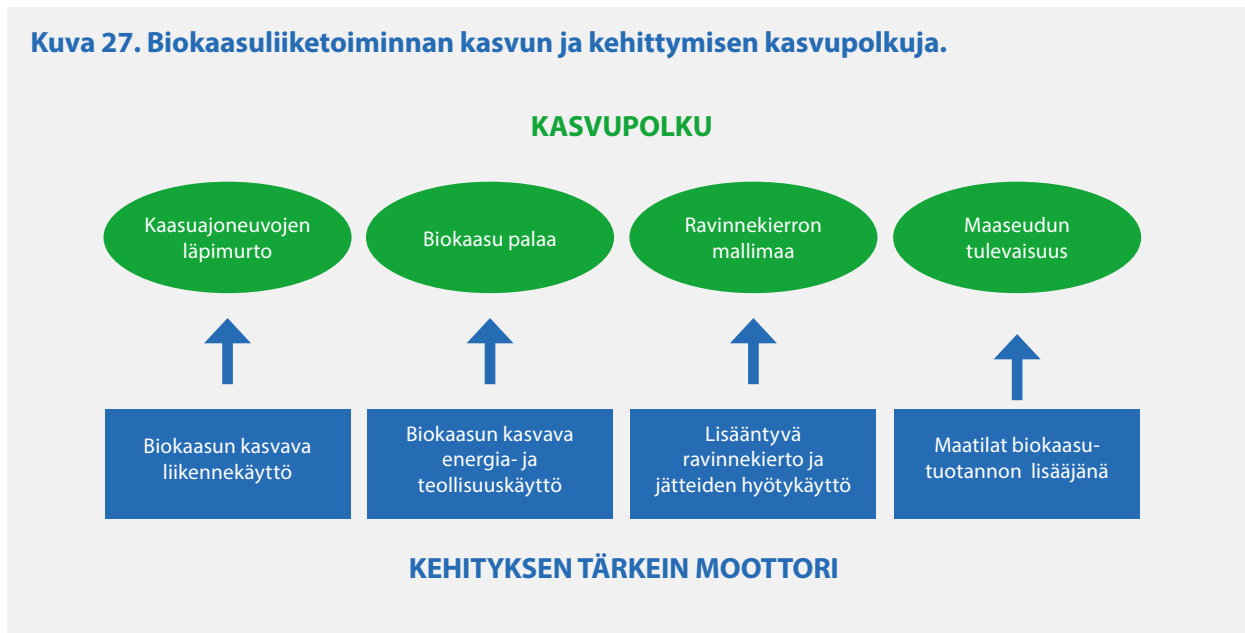 Kuva 27. Biokaasuliiketoiminnan kasvun ja kehittymisen kasvupolkuja.
KASVUPOLKU
Kaasuajoneuvojen
läpimurto
Biokaasu palaa
Ravinnekierron
mallimaa
Maaseudun
tulevaisuus
Biokaasun kasvava
liikennekäyttö
Biokaasun kasvava
energia- ja
teollisuuskäyttö
Lisääntyvä
ravinnekierto ja
jätteiden hyötykäyttö
Maatilat biokaasu-
tuotannon lisääjänä
KEHITYKSEN TÄRKEIN MOOTTORI